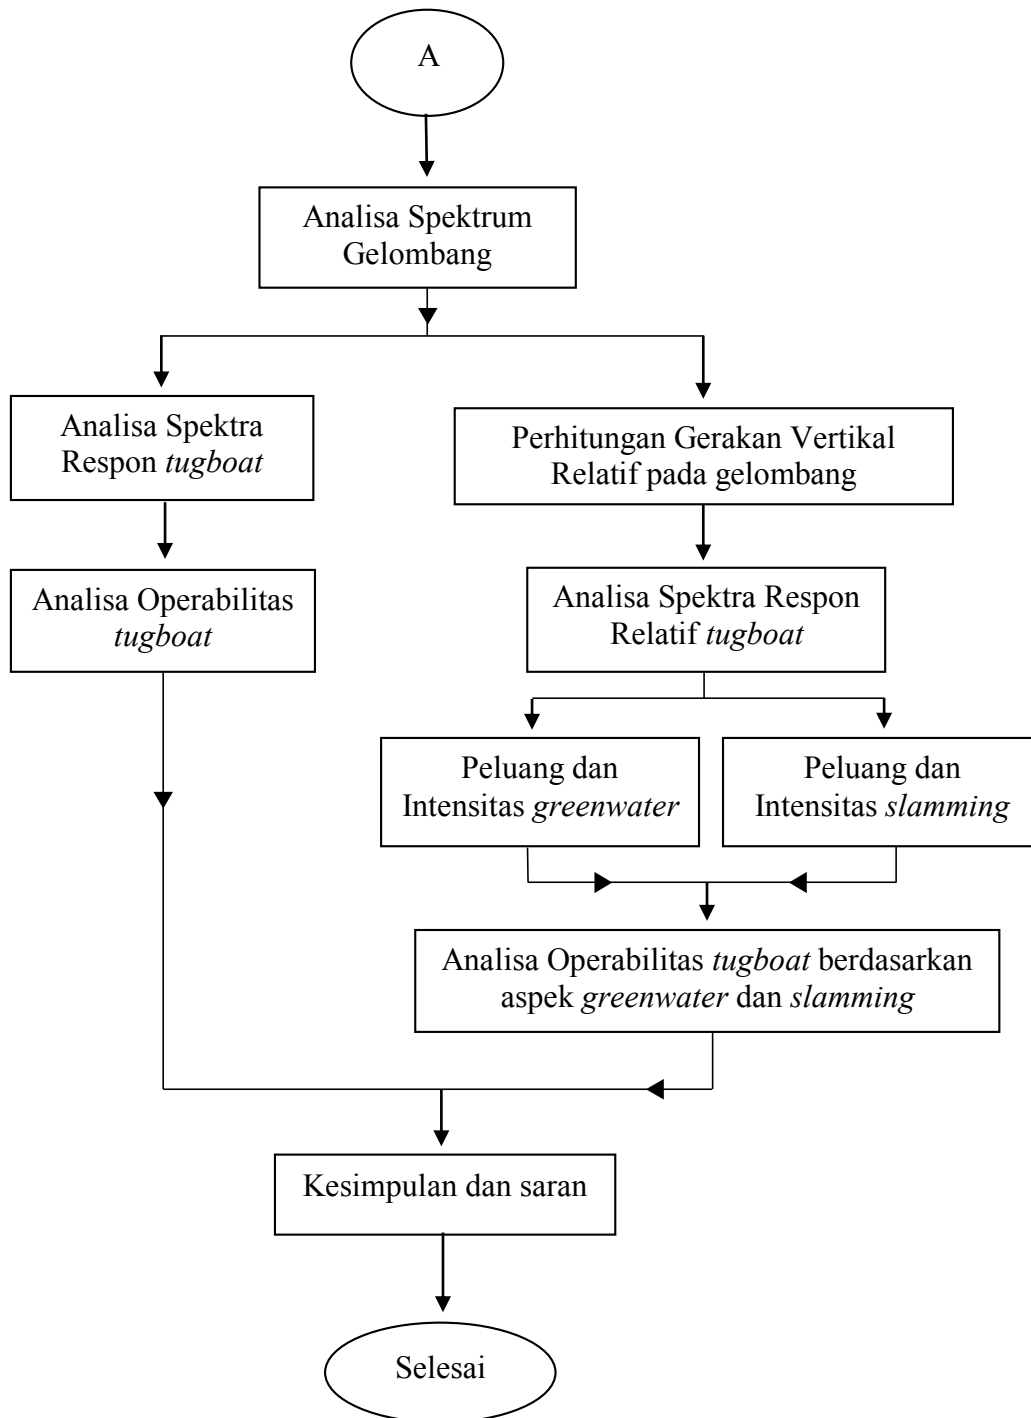 A
Analisa Spektrum
Gelombang
Analisa Spektra
Respon tugboat
Perhitungan Gerakan Vertikal
Relatif pada gelombang
Analisa Operabilitas
tugboat
Analisa Spektra Respon
Relatif tugboat
Peluang dan
Intensitas greenwater
Peluang dan
Intensitas slamming
Analisa Operabilitas tugboat berdasarkan
aspek greenwater dan slamming
Kesimpulan dan saran
Selesai